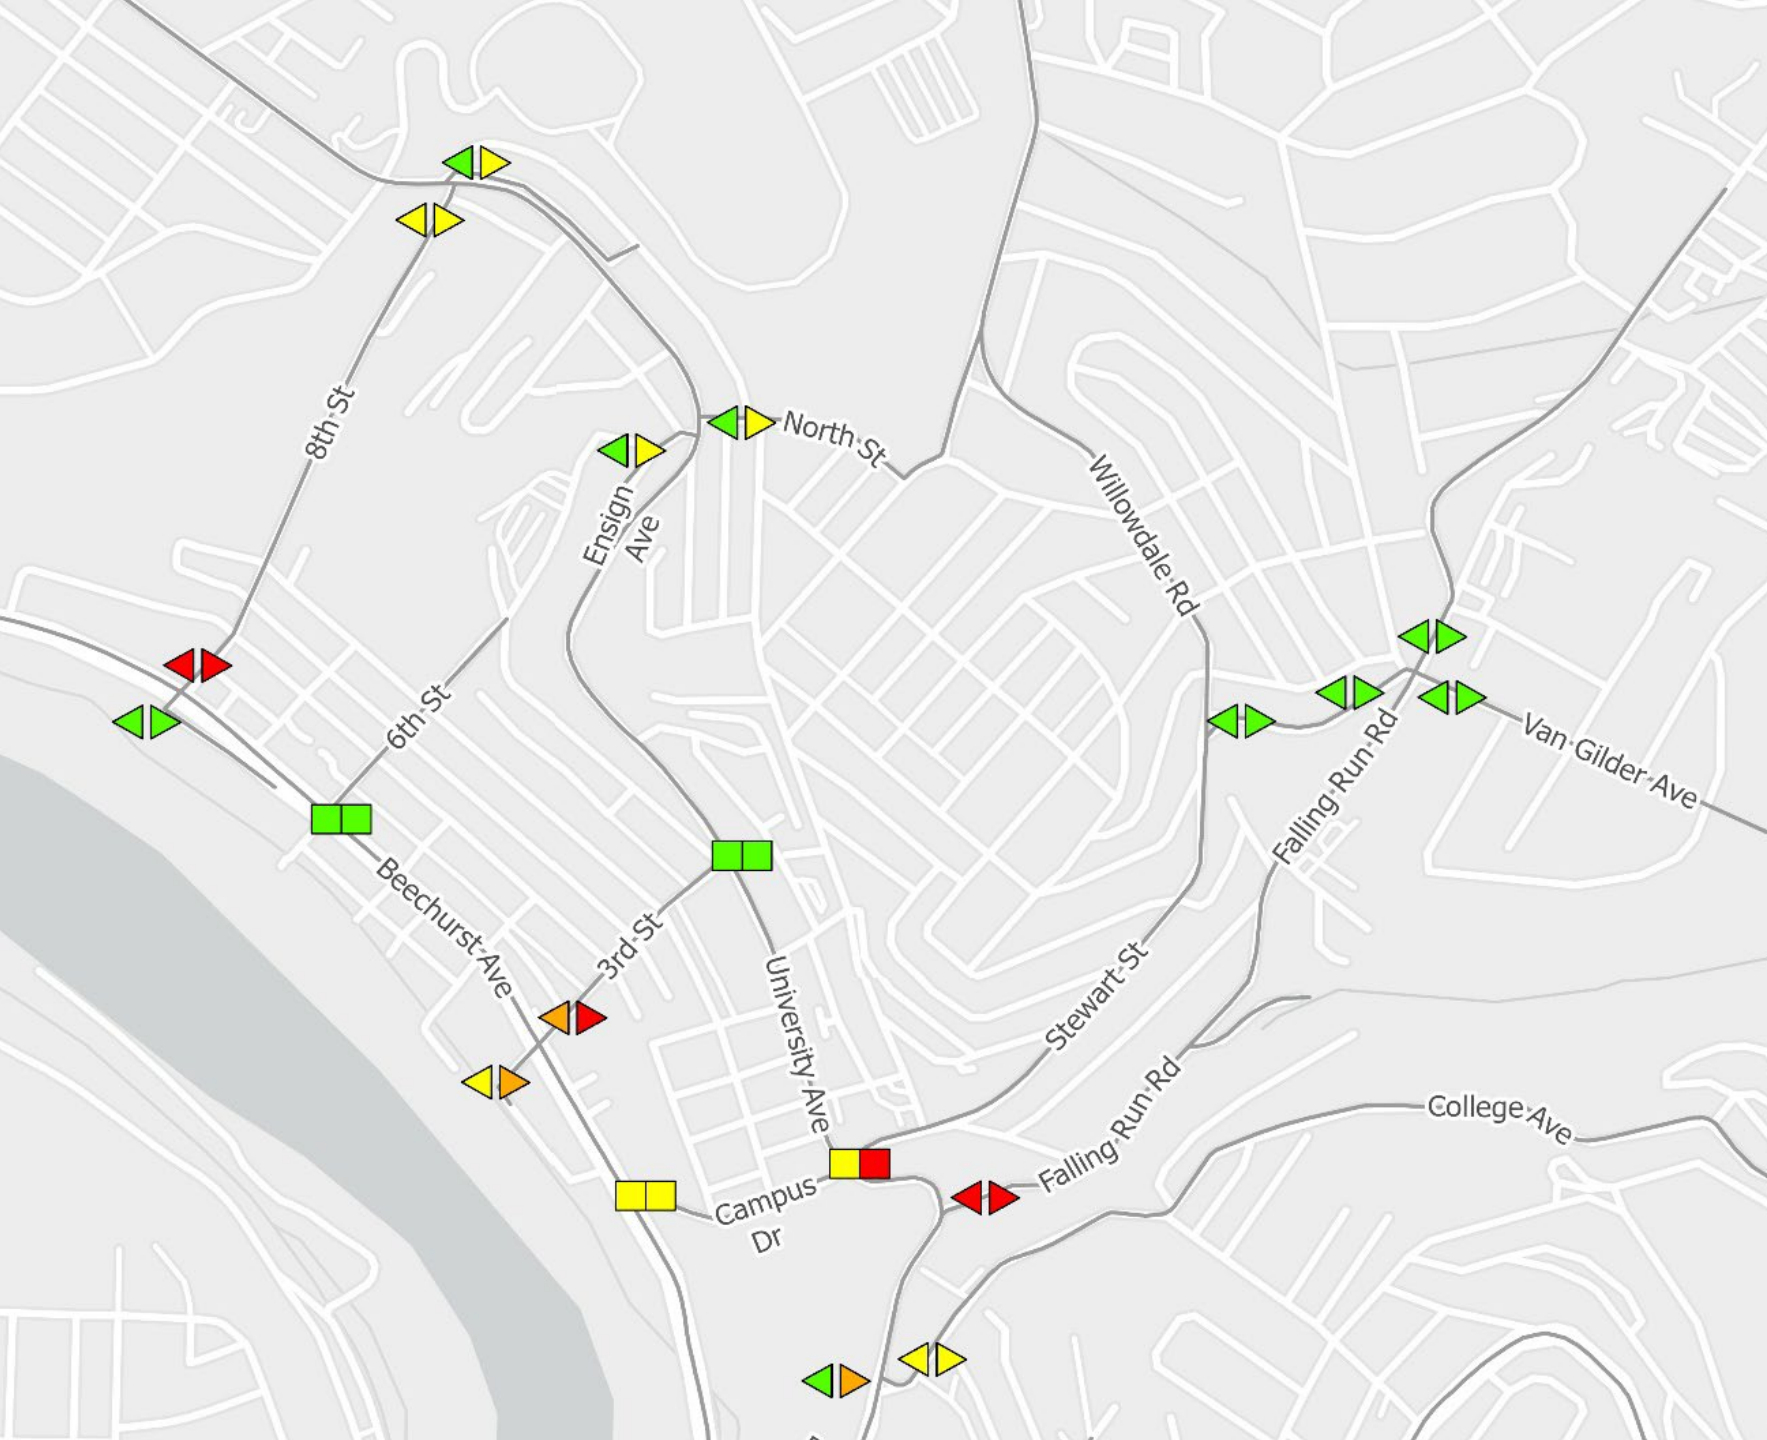 North St
8th St
Ensign
Ave
Willowdale Rd
6th St
Van Gilder Ave
Falling Run Rd
Beechurst Ave
3rd St
University Ave
Stewart St
Falling Run Rd
College Ave
Campus
Dr